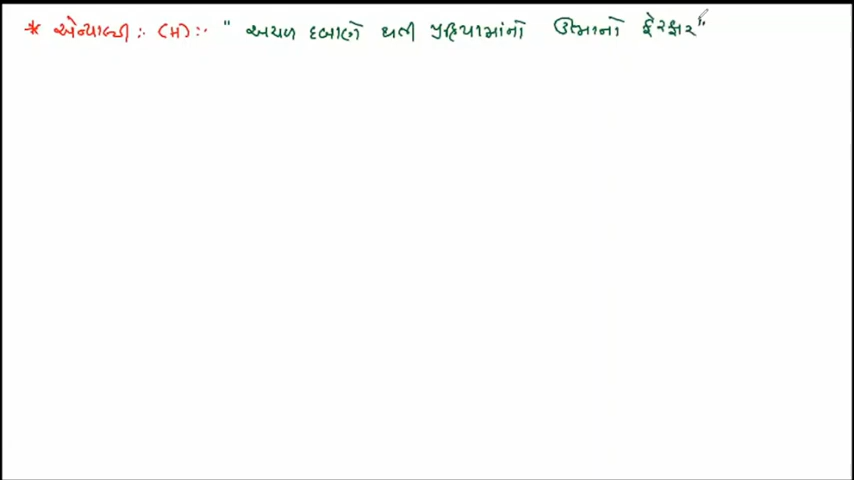 * એન્થાલ્પી :- (H) :- " અચળ દબાણે થતી પ્રક્રિયામાંનો ઉષ્માનો ફેરફાર"